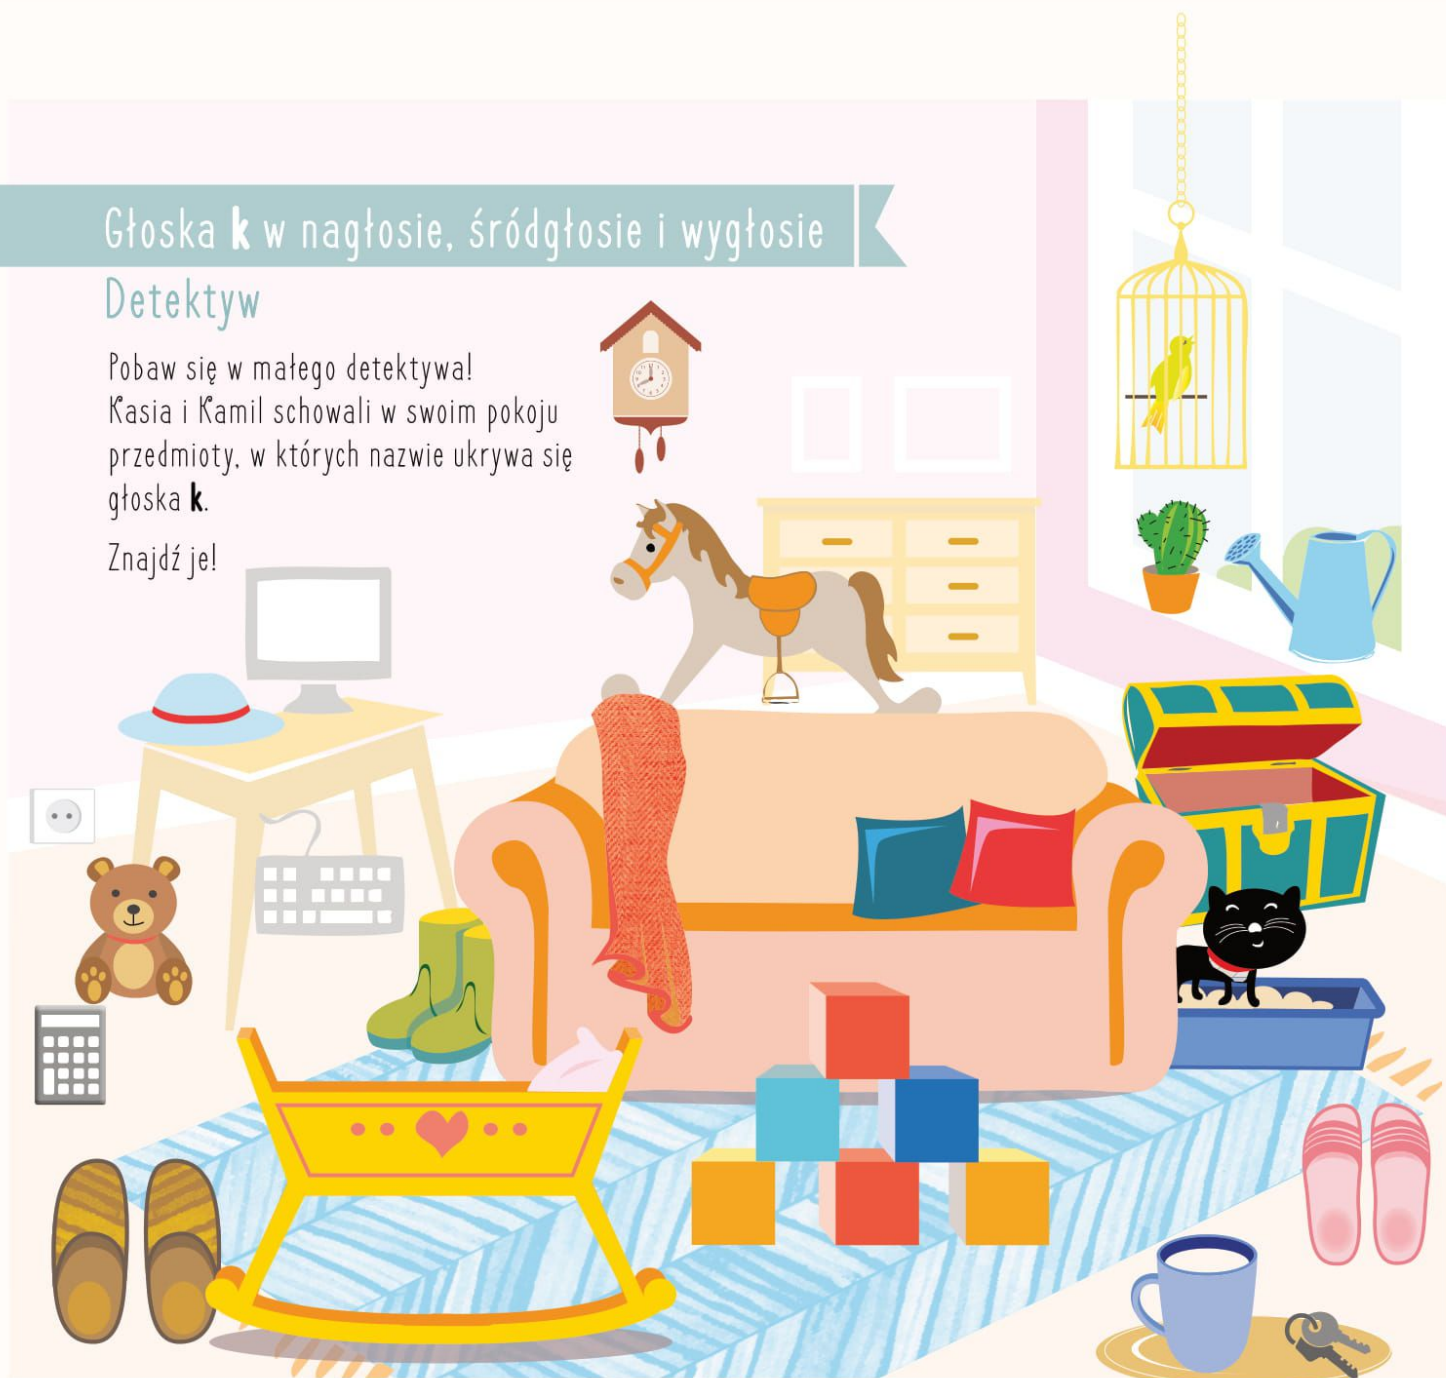 Głoska k w nagłosie, śródgłosie i wygłosie
Detektyw
Pobaw się w małego detektywa!
Kasia i Kamil schowali w swoim pokoju
przedmioty, w których nazwie ukrywa się
głoska k.
Znajdź je!